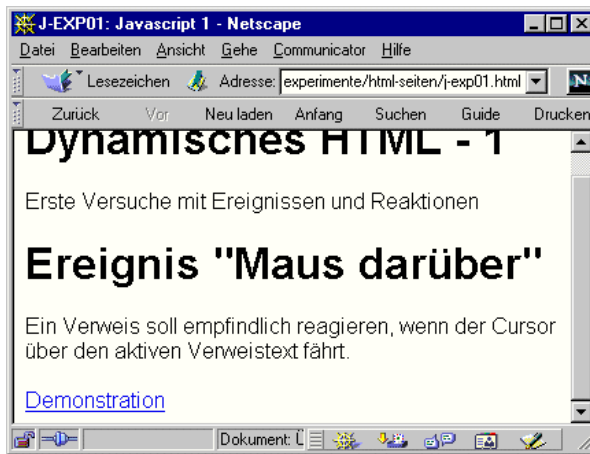 J-EXP01: Javascript 1 - Netscape
Datei Bearbeiten Ansicht Gehe Communicator Hilfe
Lesezeichen Adresse: experimente/html-seiten/j-exp01.html N
Zurück Vor Neu laden Anfang Suchen Guide Drucken
Dynamisches HTML - 1
Erste Versuche mit Ereignissen und Reaktionen
Ereignis "Maus darüber"
Ein Verweis soll empfindlich reagieren, wenn der Cursor
über den aktiven Verweistext fährt.
Demonstration
Dokument: Ü